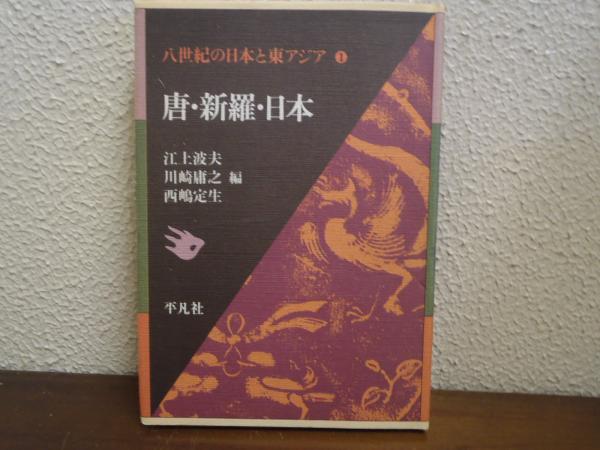 八世紀の日本と東アジア 1
唐・新羅・日本
江上波夫
川崎庸之 編
西嶋定生
平凡社